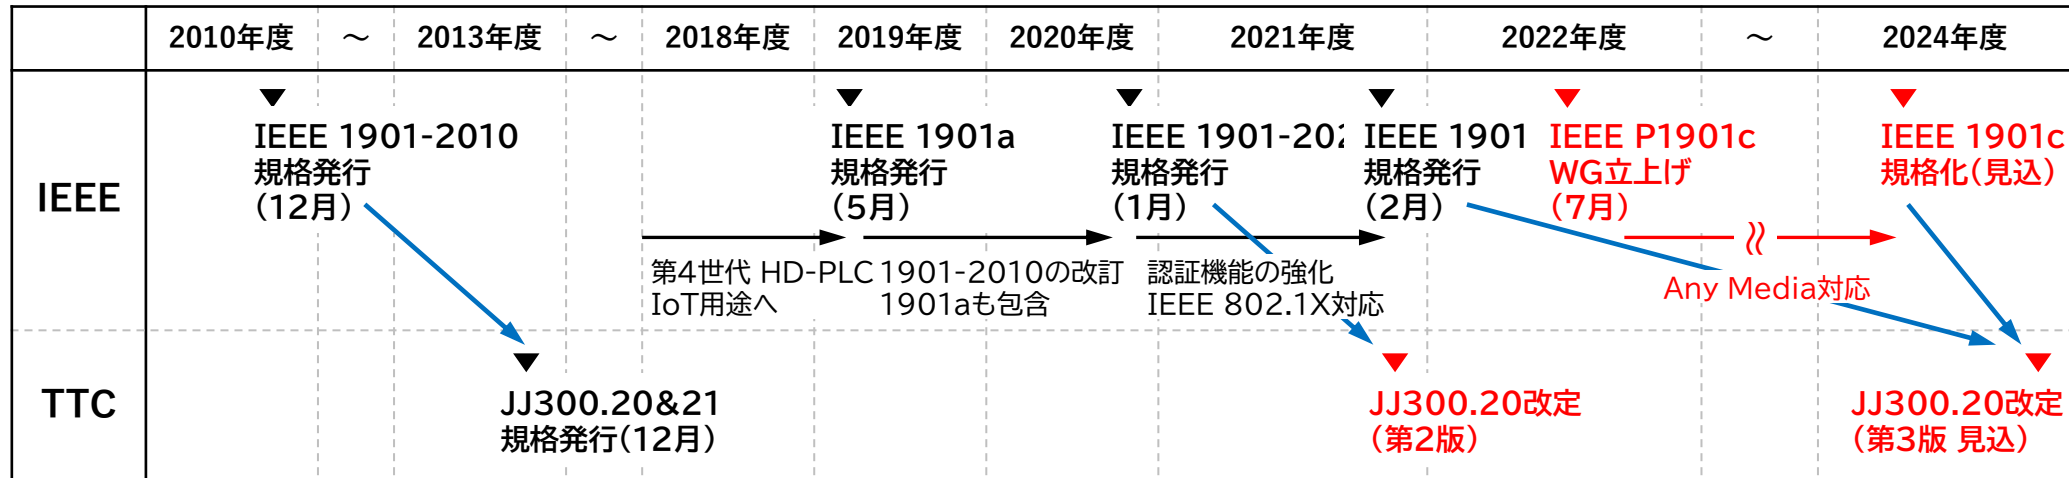 2010年度 ～ 2013年度 ～ 2018年度 2019年度 2020年度 2021年度 2022年度 ～ 2024年度
IEEE
IEEE 1901-2010
規格発行
(12月)
IEEE 1901a
規格発行
(5月)
IEEE 1901-202
規格発行
(1月)
IEEE 1901
規格発行
(2月)
IEEE P1901c
WG立上げ
(7月)
IEEE 1901c
規格化(見込)
第4世代 HD-PLC
IoT用途へ
1901-2010の改訂
1901aも包含
認証機能の強化
IEEE 802.1X対応
Any Media対応
TTC
JJ300.20&21
規格発行(12月)
JJ300.20改定
(第2版)
JJ300.20改定
(第3版 見込)